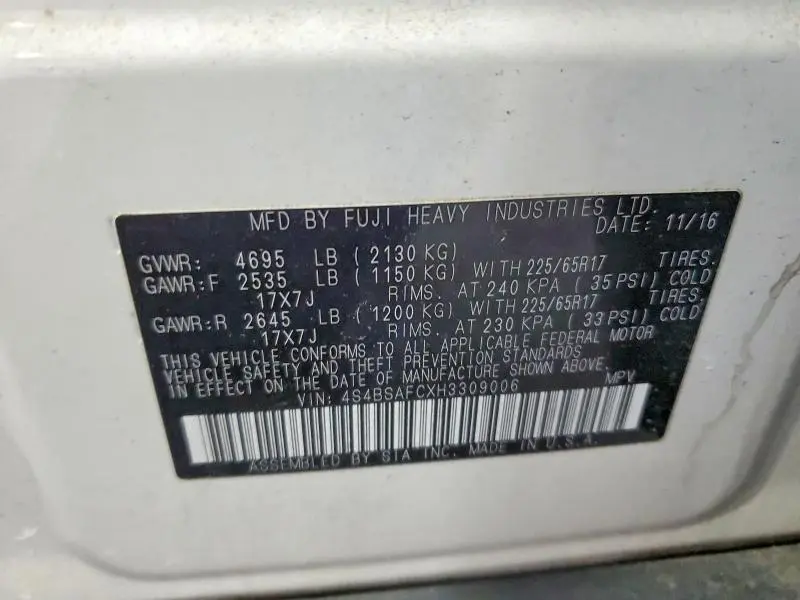 MFD BY FUJI HEAVY INDUSTRIES LTD.
DATE: 11/16
GVWR: 4695 LB ( 2130 KG)
GAWR:F 2535 LB ( 1150 KG) WITH 225/65R17 TIRES.
17X7J RIMS. AT 240 KPA ( 35 PSI) COLD
GAWR:R 2645 LB ( 1200 KG) WITH 225/65R17 TIRES.
17X7J RIMS. AT 230 KPA ( 33 PSI) COLD
THIS VEHICLE CONFORMS TO ALL APPLICABLE FEDERAL MOTOR
VEHICLE SAFETY AND THEFT PREVENTION STANDARDS
IN EFFECT ON THE DATE OF MANUFACTURE SHOWN ABOVE.
VIN: 4S4BSAFCXH3309006 MPV
ASSEMBLED BY SIA INC. MADE IN U.S.A.